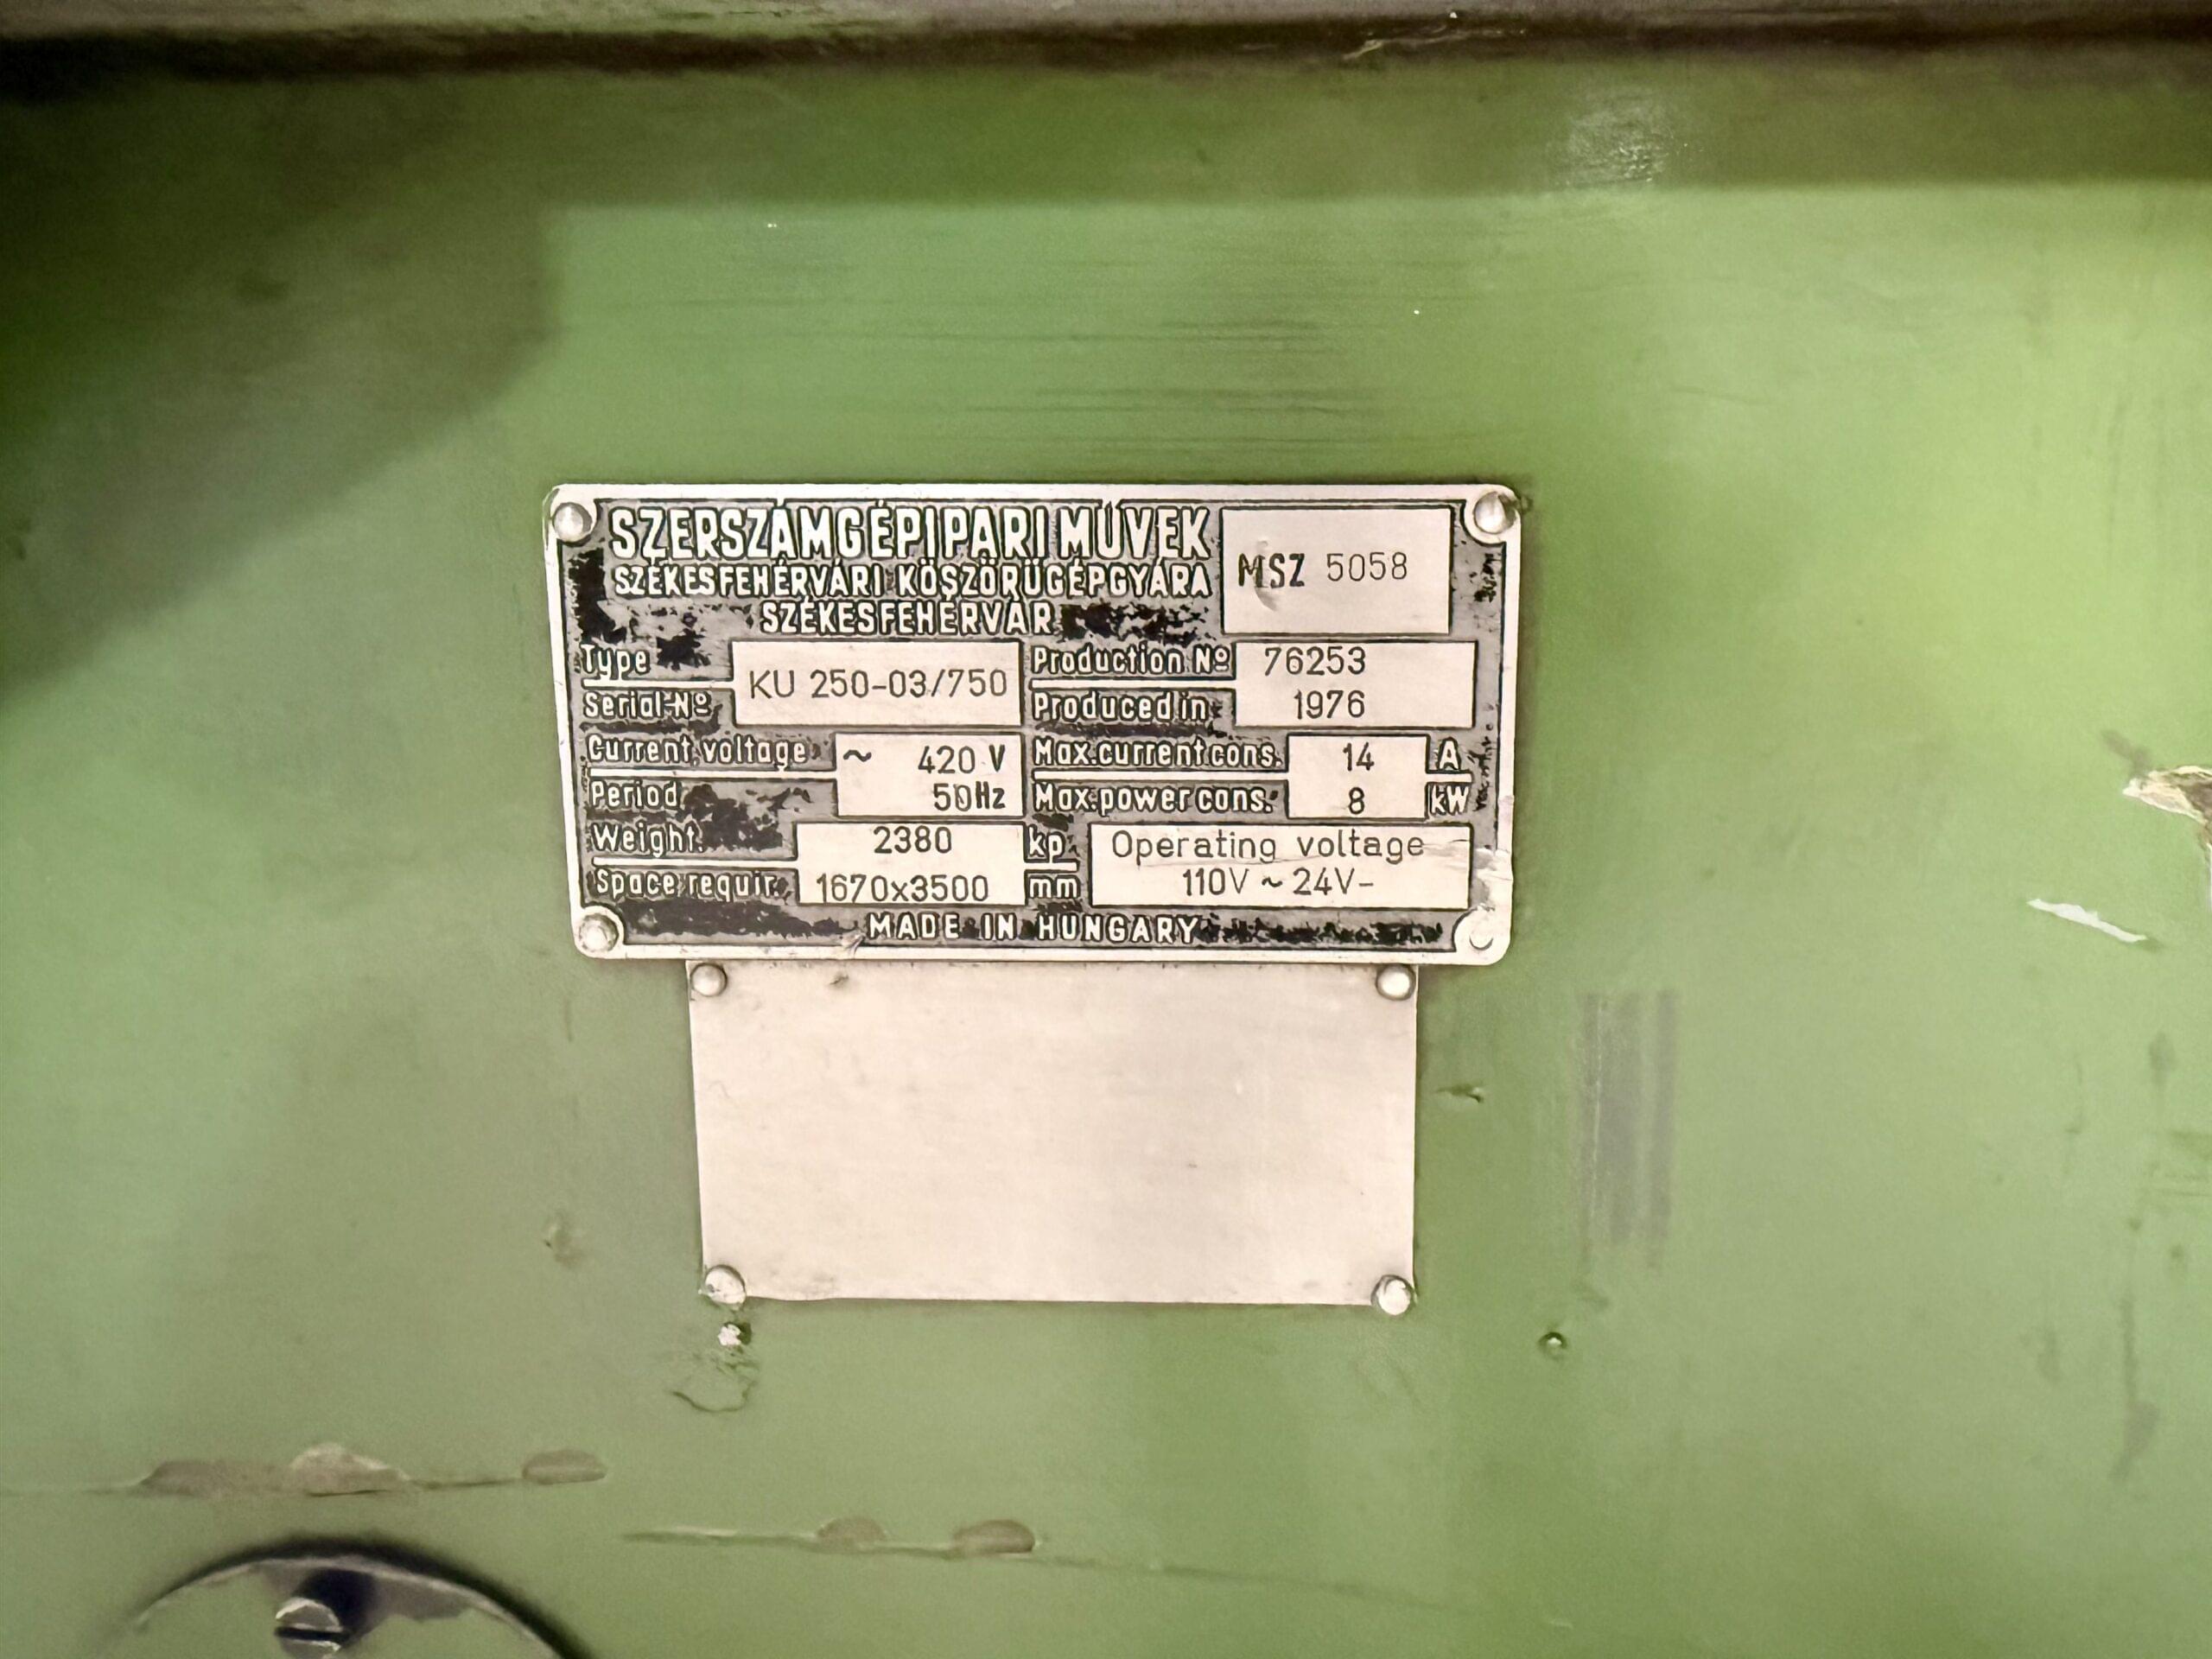 SZERSZÁMGÉPIPARI MŰVEK
SZÉKESFEHÉRVÁRI KÖSZÖRŰGÉPGYÁRA
SZÉKESFEHÉRVÁR
MSZ 5058
Type
Serial-Nº
KU 250-03/750
Production Nº 76253
Produced in 1976
Current voltage ~ 420 V
Period 50Hz
Max. current cons. 14 A
Max. power cons. 8 kW
Weight 2380 kp
Space requir. 1670x3500 mm
Operating voltage
110V ~ 24V-
MADE IN HUNGARY